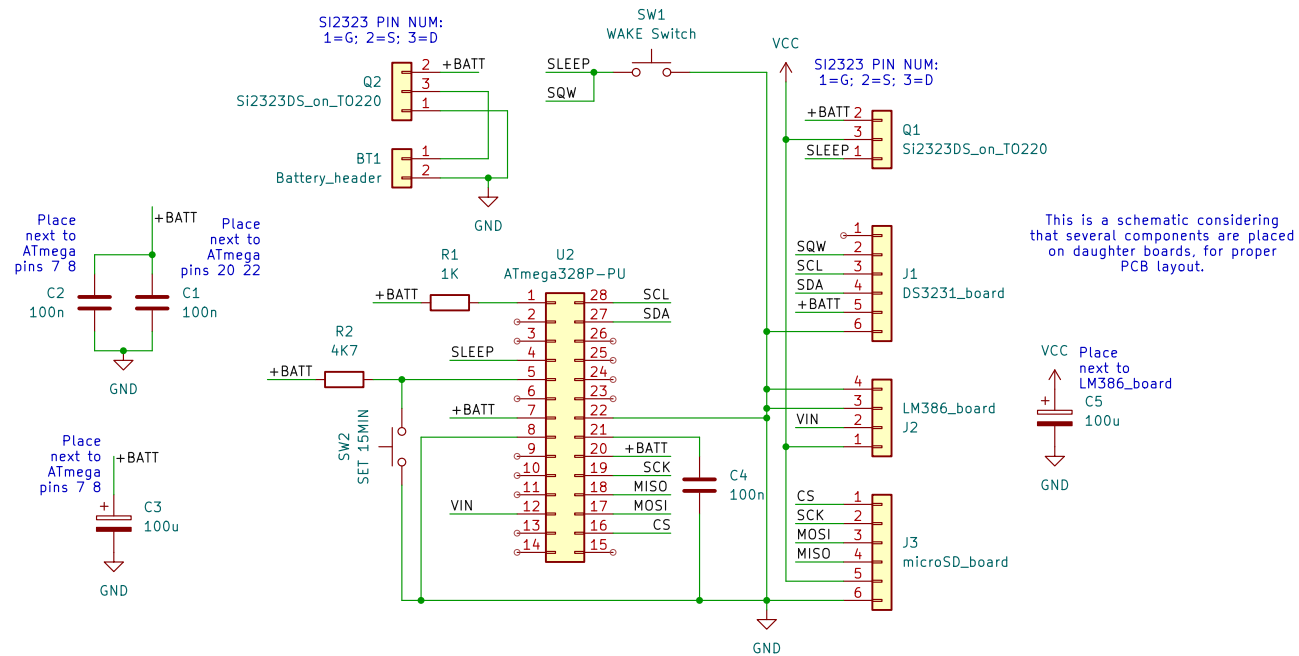 SI2323 PIN NUM:
1=G; 2=S; 3=D
Q2
Si2323DS_on_TO220
2
3
1
+BATT
BT1
Battery_header
1
2
GND
SW1
WAKE Switch
SLEEP
SQW
VCC
SI2323 PIN NUM:
1=G; 2=S; 3=D
+BATT
2
3
SLEEP
1
Q1
Si2323DS_on_TO220
Place
next to
ATmega
pins 7 8
+BATT
Place
next to
ATmega
pins 20 22
C2
100n
C1
100n
GND
This is a schematic considering
that several components are placed
on daughter boards, for proper
PCB layout.
R1
1K
+BATT
R2
4K7
+BATT
U2
ATmega328P-PU
1
2
3
SLEEP
4
5
6
+BATT
7
8
9
10
11
VIN
12
13
14
28
SCL
27
SDA
26
25
24
23
22
21
20
+BATT
19
SCK
18
MISO
17
MOSI
16
CS
15
SW2
SET 15MIN
C4
100n
1
SQW
2
SCL
3
SDA
4
+BATT
5
6
J1
DS3231_board
4
3
VIN
2
1
LM386_board
J2
CS
1
SCK
2
MOSI
3
MISO
4
5
6
J3
microSD_board
GND
VCC
Place
next to
LM386_board
+
C5
100u
GND
Place
next to
ATmega
pins 7 8
+BATT
+
C3
100u
GND